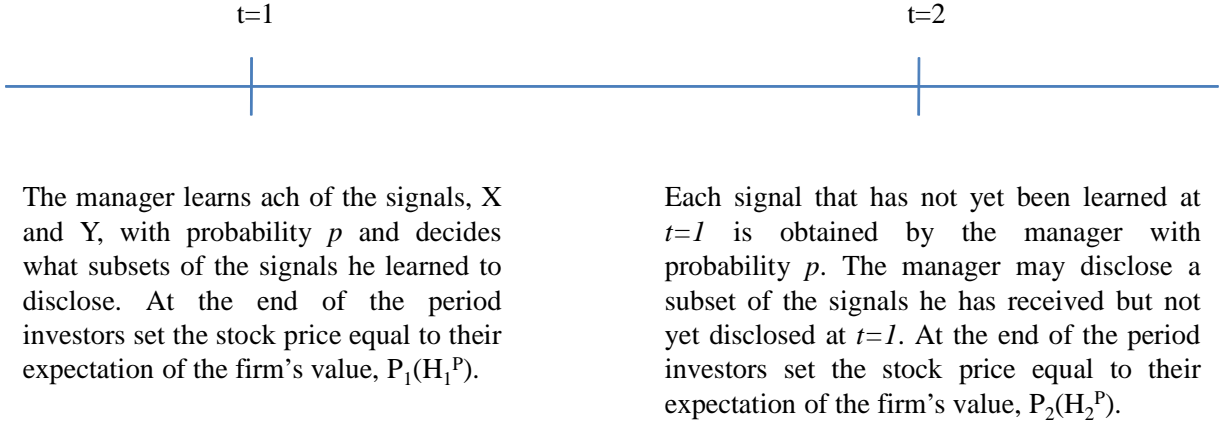 t=1
t=2
The manager learns ach of the signals, X
and Y, with probability p and decides
what subsets of the signals he learned to
disclose. At the end of the period
investors set the stock price equal to their
expectation of the firm's value, P₁(H₁ᴾ).
Each signal that has not yet been learned at
t=1 is obtained by the manager with
probability p. The manager may disclose a
subset of the signals he has received but not
yet disclosed at t=1. At the end of the period
investors set the stock price equal to their
expectation of the firm's value, P₂(H₂ᴾ).